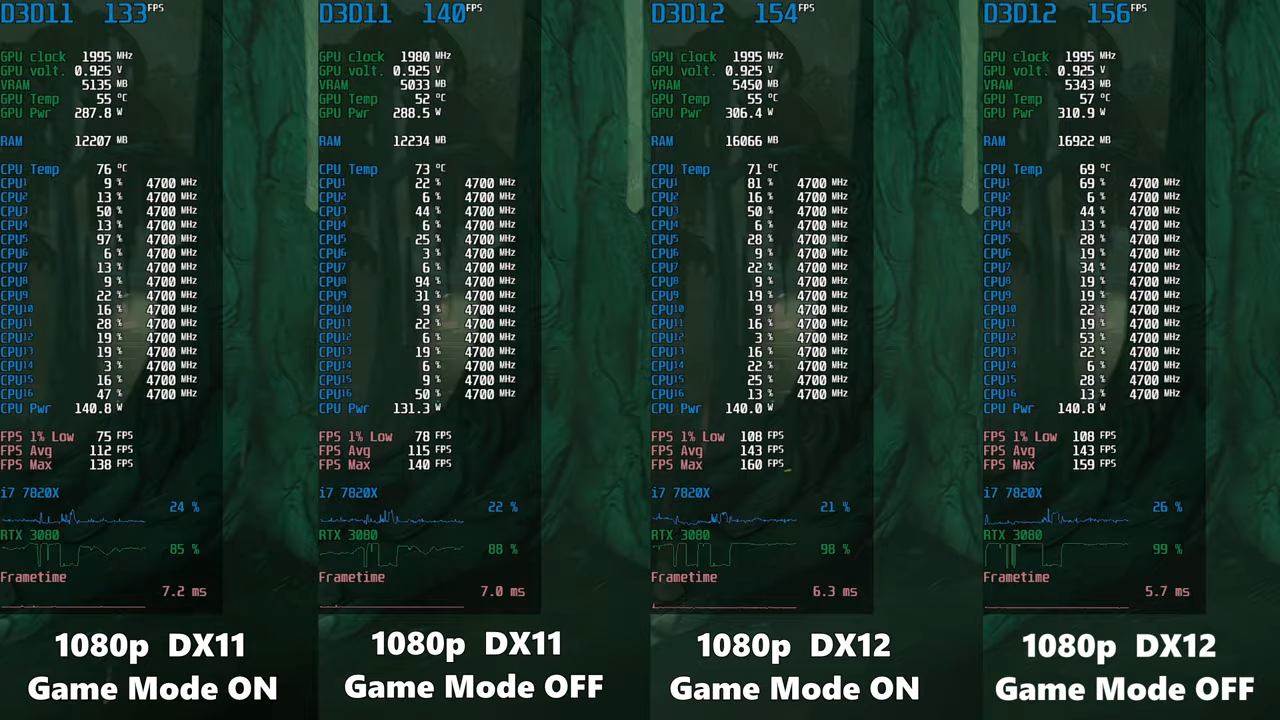 D3D11 133 FPS
GPU clock 1995 MHz
GPU volt. 0.925 V
VRAM 5135 MB
GPU Temp 55 °C
GPU Pwr 287.8 W
RAM 12207 MB
CPU Temp 76 °C
CPU1 9 % 4700 MHz
CPU2 13 % 4700 MHz
CPU3 50 % 4700 MHz
CPU4 13 % 4700 MHz
CPU5 97 % 4700 MHz
CPU6 6 % 4700 MHz
CPU7 13 % 4700 MHz
CPU8 9 % 4700 MHz
CPU9 22 % 4700 MHz
CPU10 16 % 4700 MHz
CPU11 28 % 4700 MHz
CPU12 19 % 4700 MHz
CPU13 19 % 4700 MHz
CPU14 3 % 4700 MHz
CPU15 16 % 4700 MHz
CPU16 47 % 4700 MHz
CPU Pwr 140.8 W
FPS 1% Low 75 FPS
FPS Avg 112 FPS
FPS Max 138 FPS
i7 7820X
24 %
RTX 3080
85 %
Frametime
7.2 ms
1080p DX11
Game Mode ON
D3D11 140 FPS
GPU clock 1980 MHz
GPU volt. 0.925 V
VRAM 5033 MB
GPU Temp 52 °C
GPU Pwr 288.5 W
RAM 12234 MB
CPU Temp 73 °C
CPU1 22 % 4700 MHz
CPU2 6 % 4700 MHz
CPU3 44 % 4700 MHz
CPU4 6 % 4700 MHz
CPU5 25 % 4700 MHz
CPU6 3 % 4700 MHz
CPU7 6 % 4700 MHz
CPU8 94 % 4700 MHz
CPU9 31 % 4700 MHz
CPU10 9 % 4700 MHz
CPU11 22 % 4700 MHz
CPU12 6 % 4700 MHz
CPU13 19 % 4700 MHz
CPU14 6 % 4700 MHz
CPU15 9 % 4700 MHz
CPU16 50 % 4700 MHz
CPU Pwr 131.3 W
FPS 1% Low 78 FPS
FPS Avg 115 FPS
FPS Max 140 FPS
i7 7820X
22 %
RTX 3080
88 %
Frametime
7.0 ms
1080p DX11
Game Mode OFF
D3D12 154 FPS
GPU clock 1995 MHz
GPU volt. 0.925 V
VRAM 5450 MB
GPU Temp 55 °C
GPU Pwr 306.4 W
RAM 16066 MB
CPU Temp 71 °C
CPU1 81 % 4700 MHz
CPU2 16 % 4700 MHz
CPU3 50 % 4700 MHz
CPU4 6 % 4700 MHz
CPU5 28 % 4700 MHz
CPU6 9 % 4700 MHz
CPU7 22 % 4700 MHz
CPU8 9 % 4700 MHz
CPU9 19 % 4700 MHz
CPU10 9 % 4700 MHz
CPU11 16 % 4700 MHz
CPU12 3 % 4700 MHz
CPU13 16 % 4700 MHz
CPU14 22 % 4700 MHz
CPU15 25 % 4700 MHz
CPU16 13 % 4700 MHz
CPU Pwr 140.0 W
FPS 1% Low 108 FPS
FPS Avg 143 FPS
FPS Max 160 FPS
i7 7820X
21 %
RTX 3080
98 %
Frametime
6.3 ms
1080p DX12
Game Mode ON
D3D12 156 FPS
GPU clock 1995 MHz
GPU volt. 0.925 V
VRAM 5343 MB
GPU Temp 57 °C
GPU Pwr 310.9 W
RAM 16922 MB
CPU Temp 69 °C
CPU1 69 % 4700 MHz
CPU2 6 % 4700 MHz
CPU3 44 % 4700 MHz
CPU4 13 % 4700 MHz
CPU5 28 % 4700 MHz
CPU6 19 % 4700 MHz
CPU7 34 % 4700 MHz
CPU8 19 % 4700 MHz
CPU9 19 % 4700 MHz
CPU10 22 % 4700 MHz
CPU11 19 % 4700 MHz
CPU12 53 % 4700 MHz
CPU13 22 % 4700 MHz
CPU14 6 % 4700 MHz
CPU15 28 % 4700 MHz
CPU16 13 % 4700 MHz
CPU Pwr 140.8 W
FPS 1% Low 108 FPS
FPS Avg 143 FPS
FPS Max 159 FPS
i7 7820X
26 %
RTX 3080
99 %
Frametime
5.7 ms
1080p DX12
Game Mode OFF